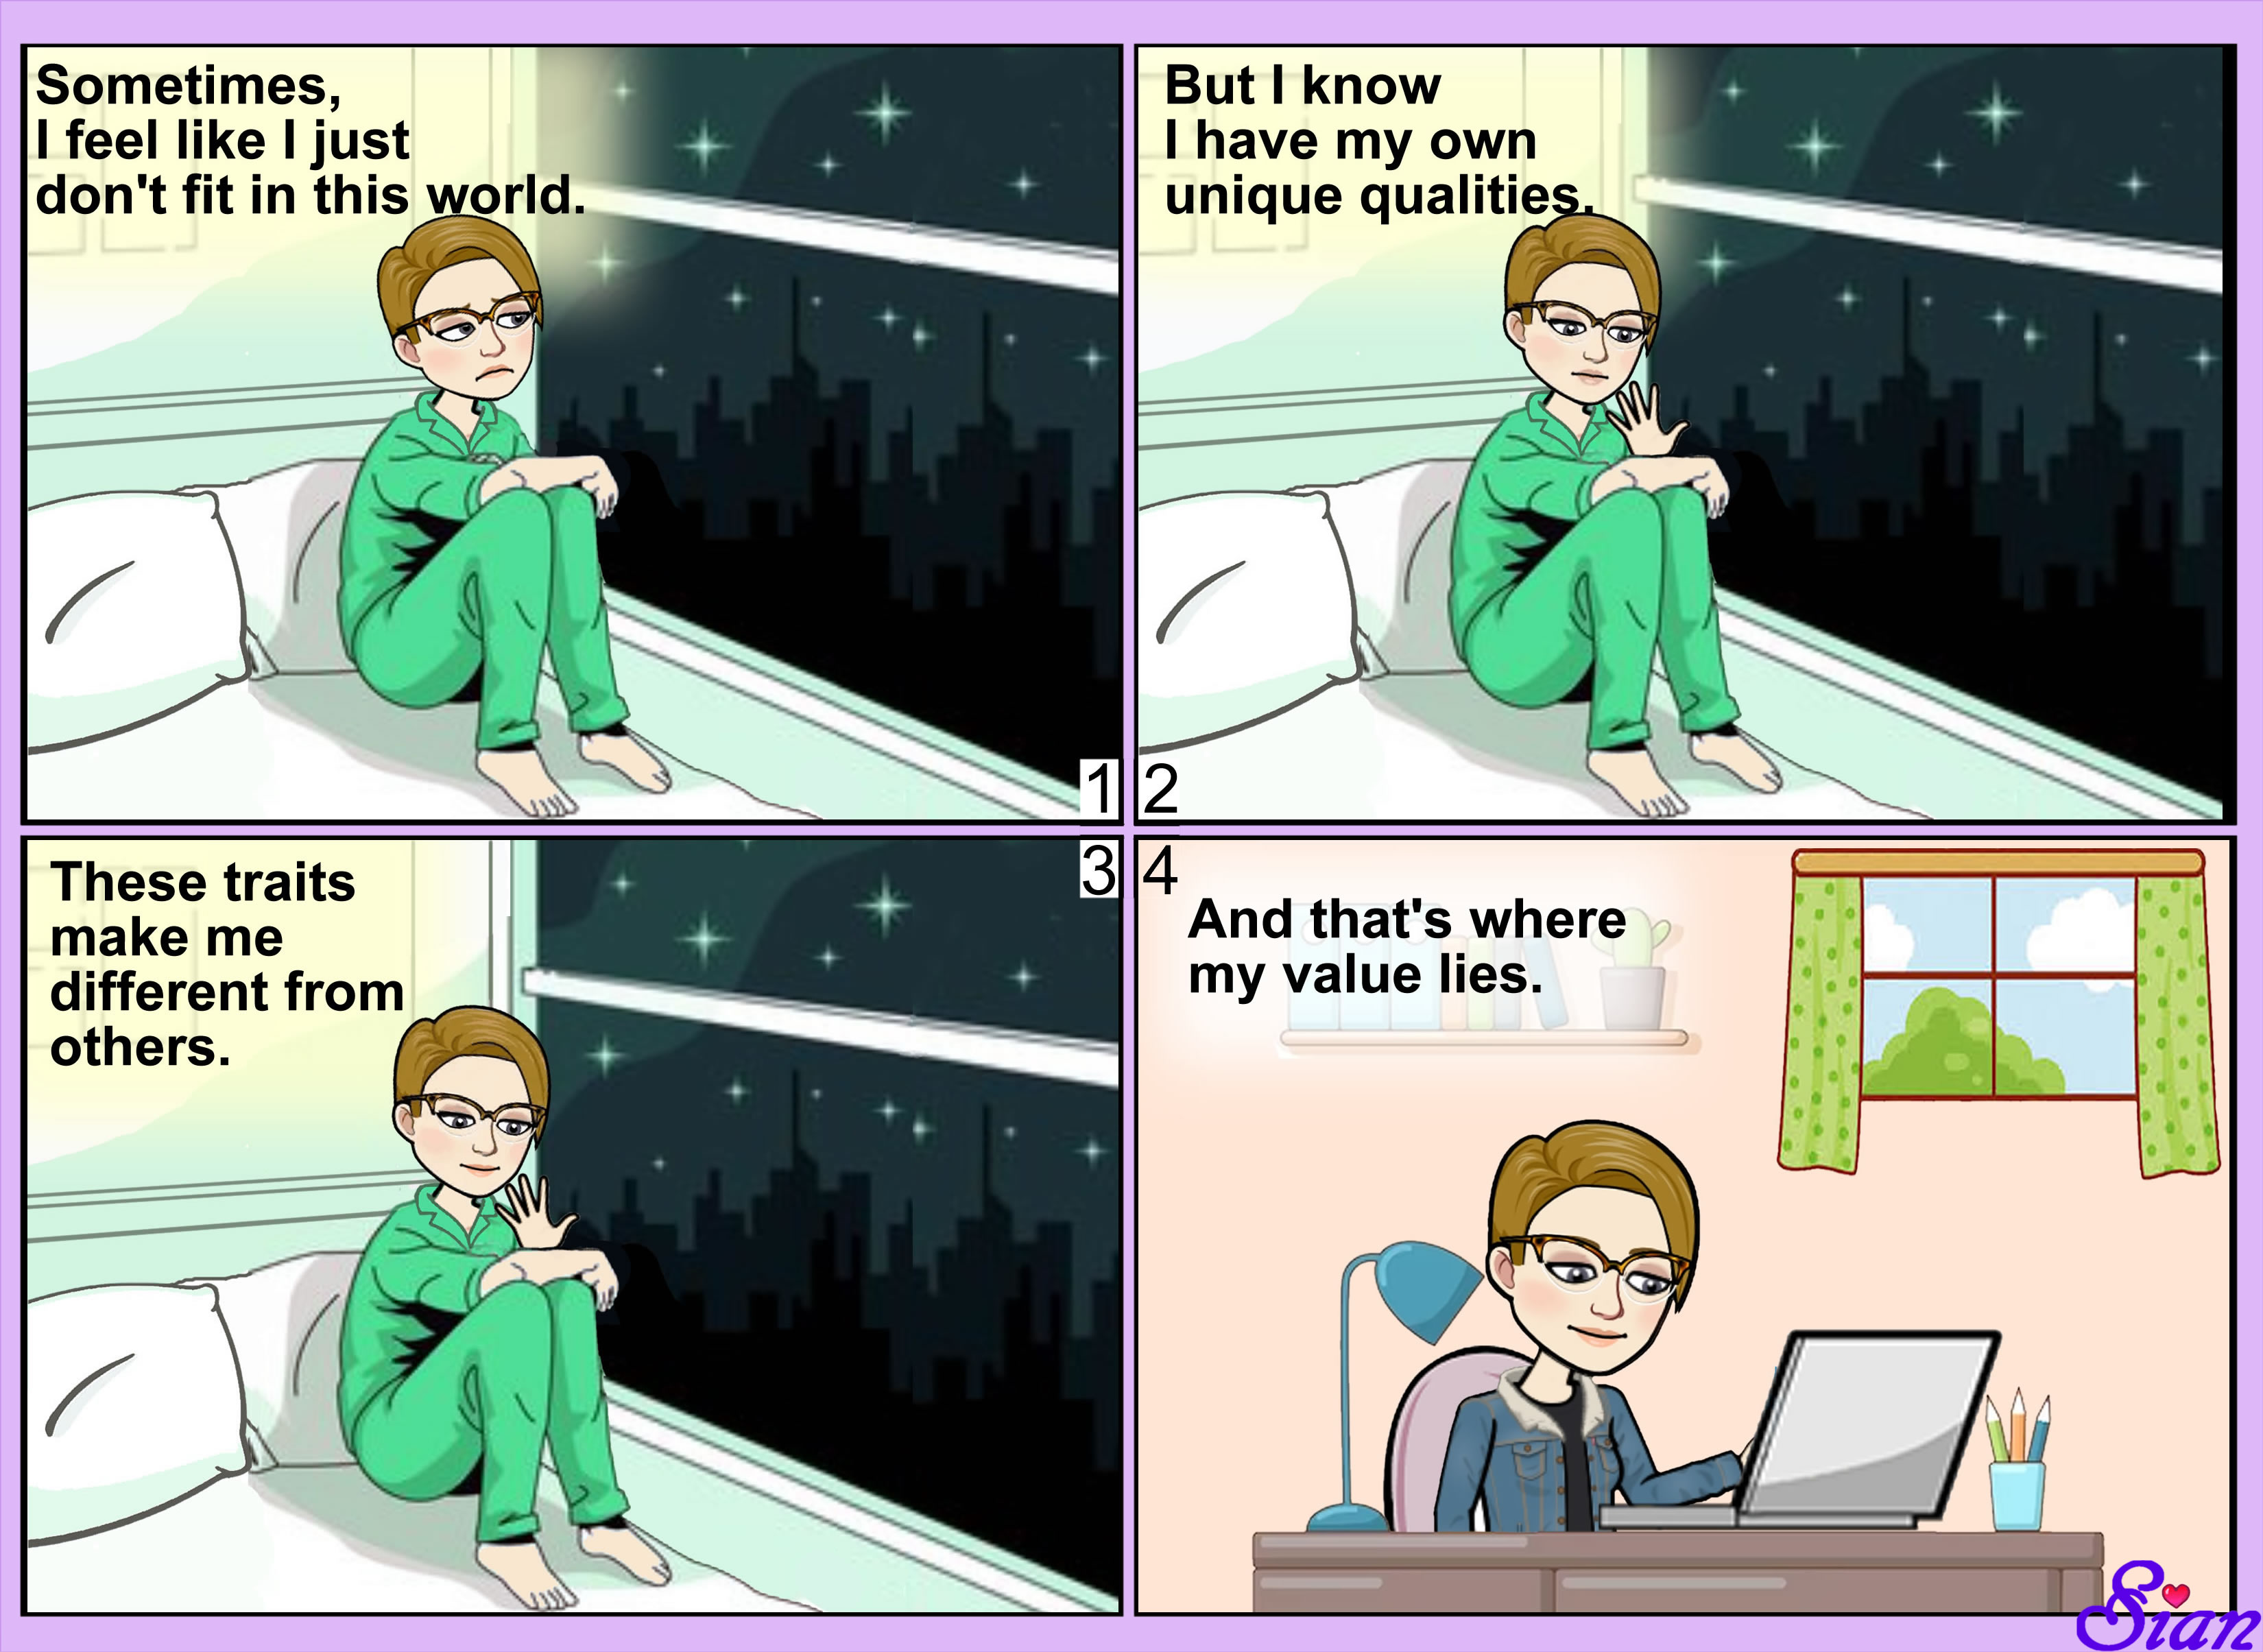 Sometimes,
I feel like I just
don't fit in this world.
1
But I know
I have my own
unique qualities.
2
These traits
make me
different from
others.
3
4
And that's where
my value lies.
Sian